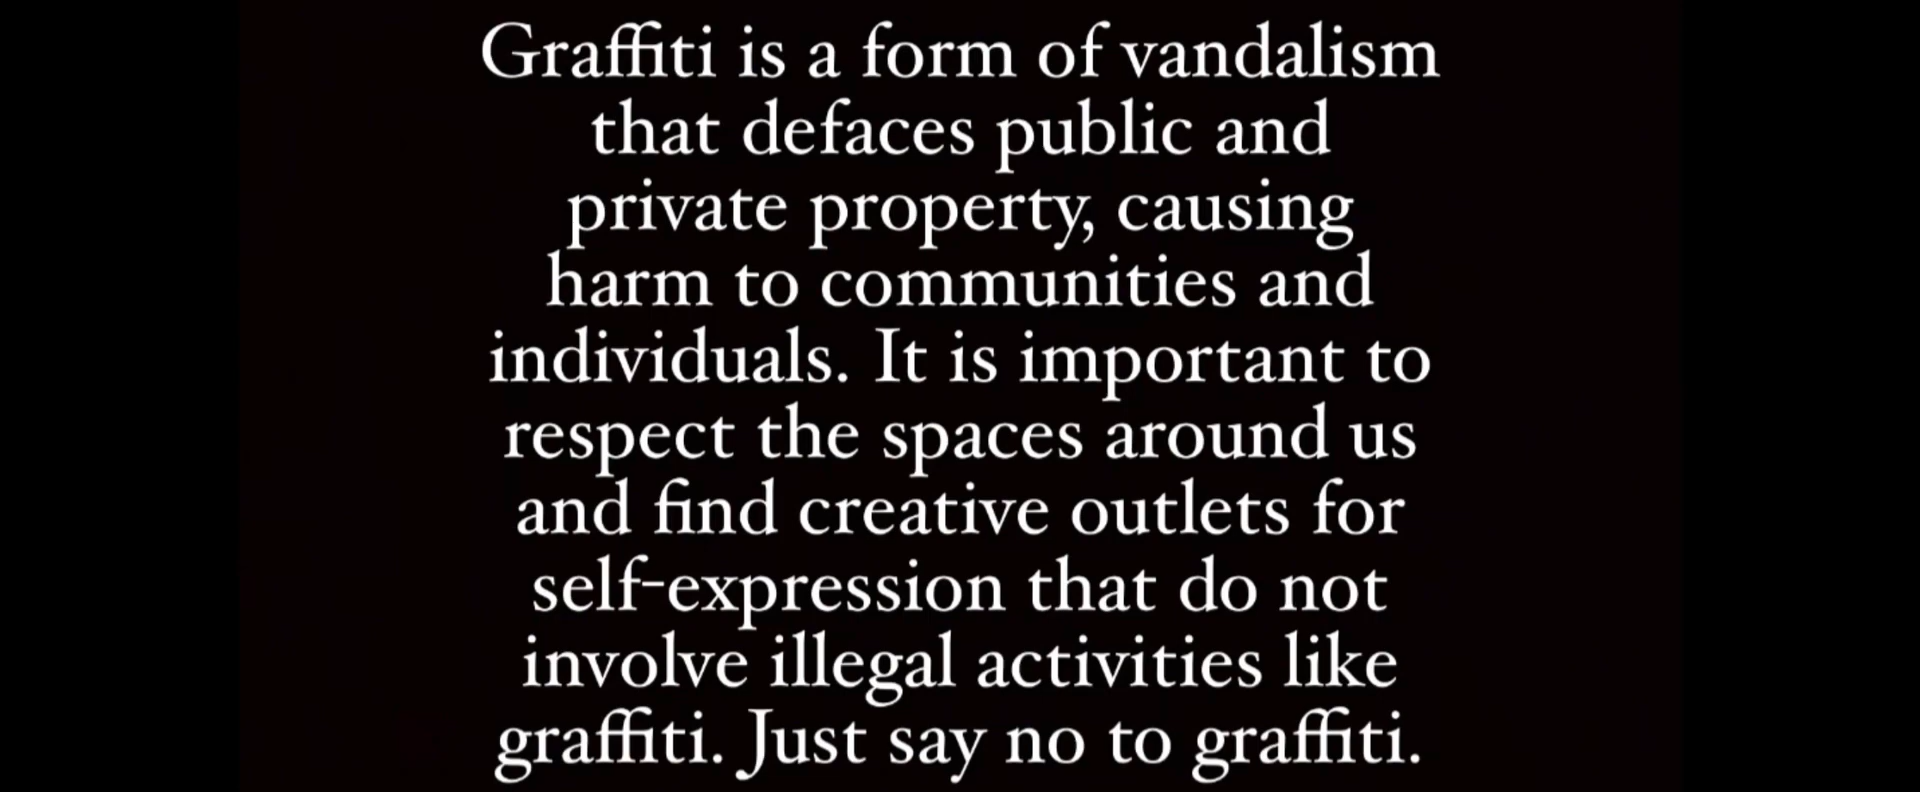 Graffiti is a form of vandalism
that defaces public and
private property, causing
harm to communities and
individuals. It is important to
respect the spaces around us
and find creative outlets for
self-expression that do not
involve illegal activities like
graffiti. Just say no to graffiti.